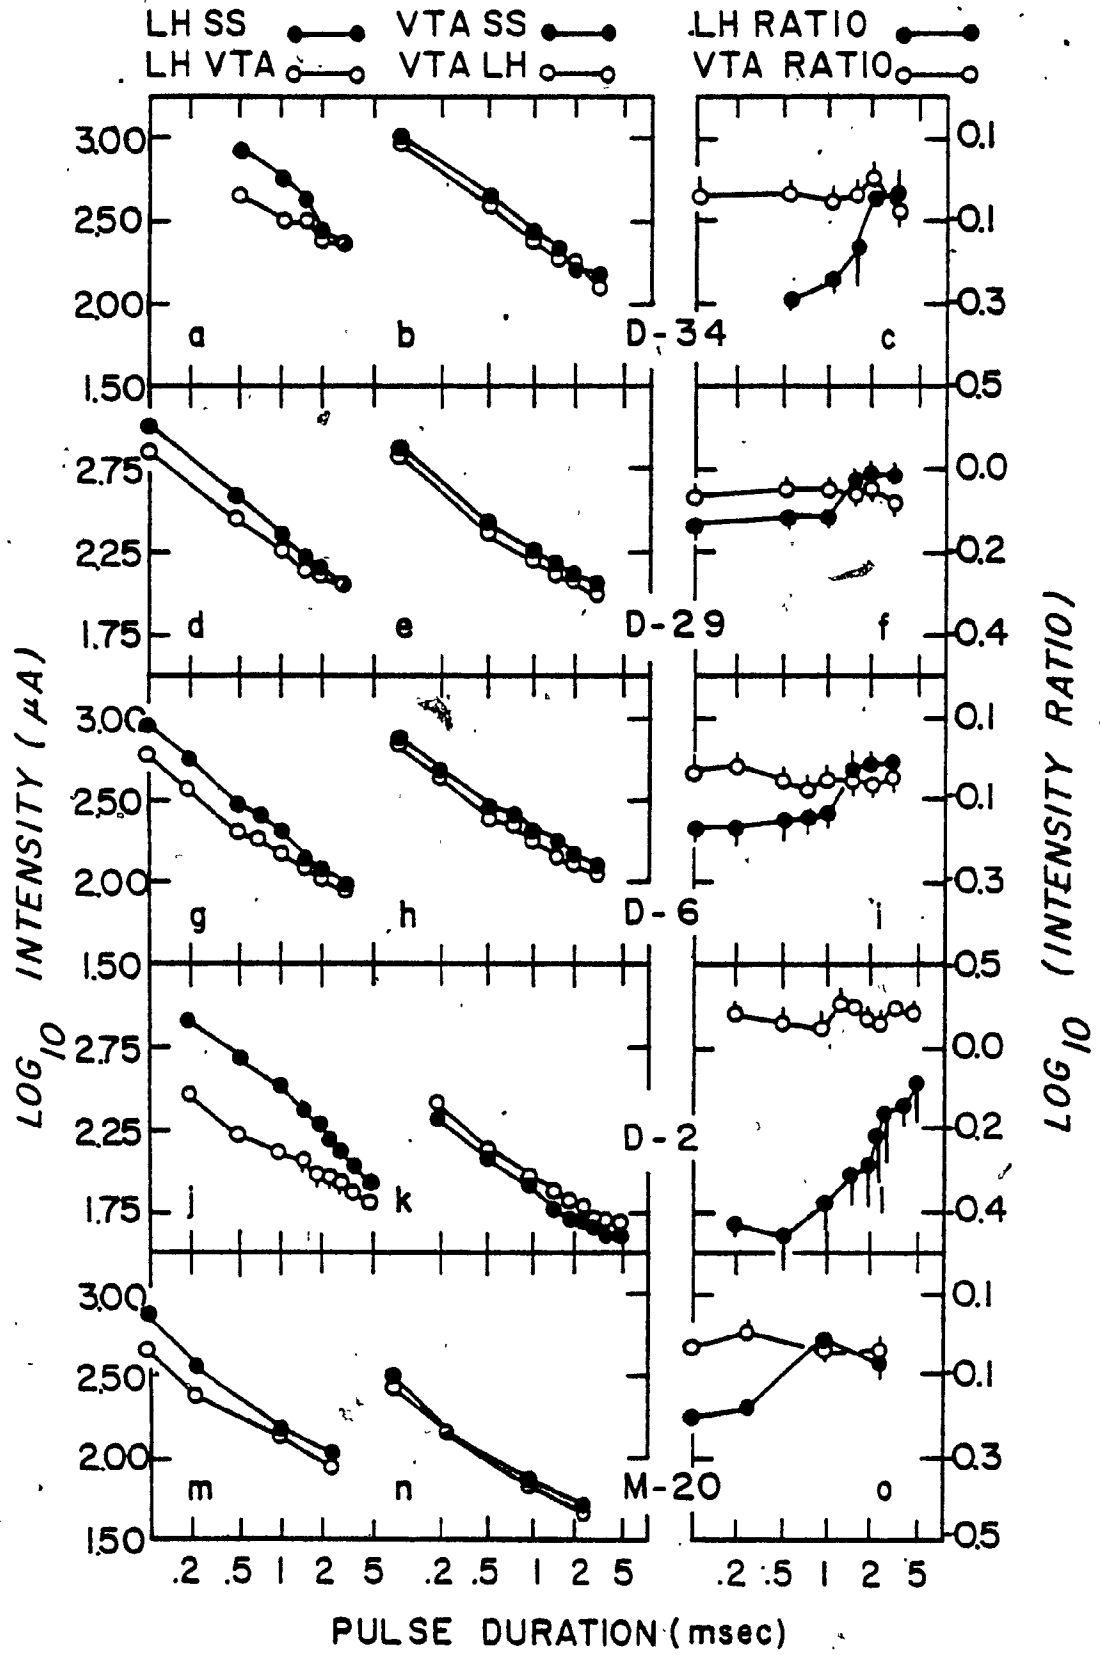 LH SS VTA SS LH RATIO
LH VTA VTA LH VTA RATIO
3.00 0.1
2.50 -0.1
2.00 -0.3
a b D-34 c
1.50 -0.5
2.75 0.0
2.25 -0.2
d e D-29 f
1.75 -0.4
3.00 0.1
2.50 -0.1
2.00 -0.3
g h D-6 i
1.50 -0.5
2.75 0.0
2.25 -0.2
D-2
j k l
1.75 -0.4
3.00 0.1
2.50 -0.1
2.00 -0.3
m n M-20 o
1.50 -0.5
.2 .5 1 2 5 .2 .5 1 2 5 .2 .5 1 2 5
PULSE DURATION (msec)
LOG10 INTENSITY (μA)
LOG10 (INTENSITY RATIO)